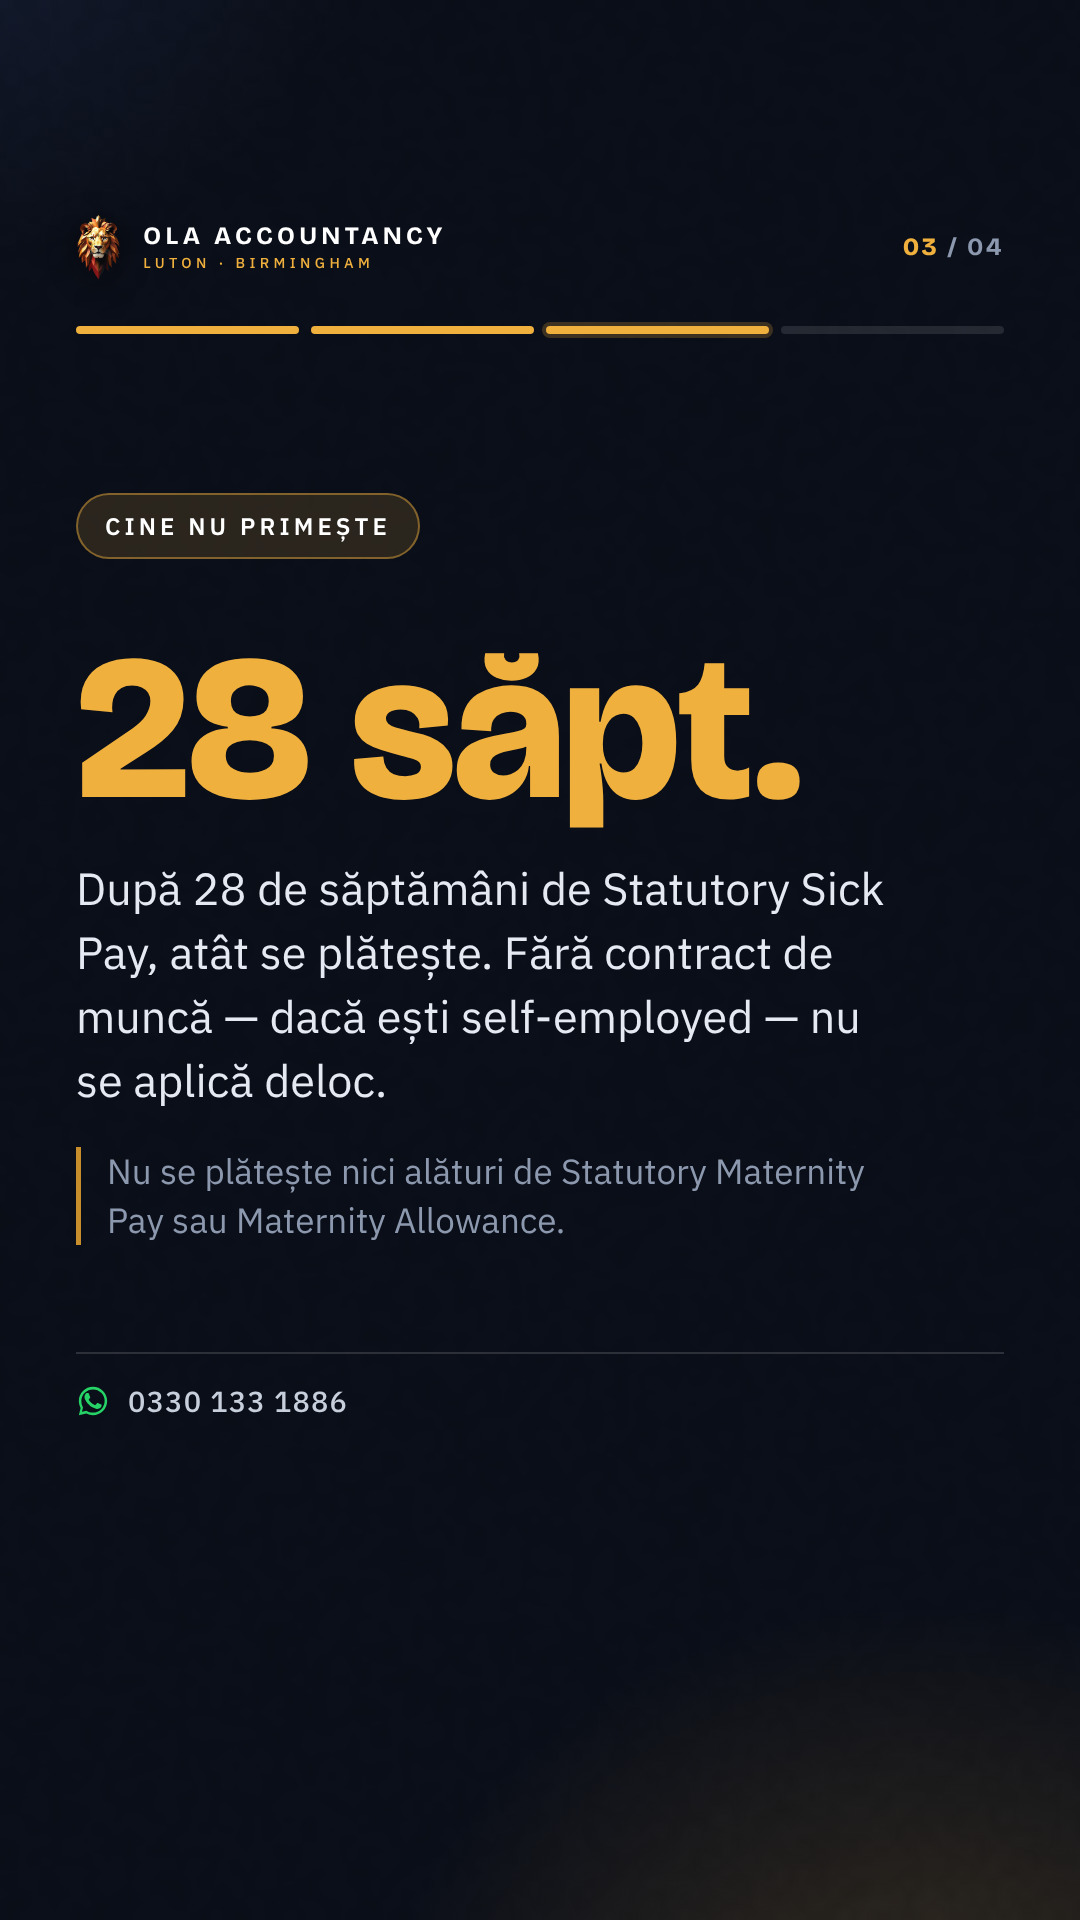 OLA ACCOUNTANCY
LUTON · BIRMINGHAM
03 / 04
CINE NU PRIMEȘTE
28 săpt.
După 28 de săptămâni de Statutory Sick
Pay, atât se plătește. Fără contract de
muncă — dacă ești self-employed — nu
se aplică deloc.
Nu se plătește nici alături de Statutory Maternity
Pay sau Maternity Allowance.
0330 133 1886